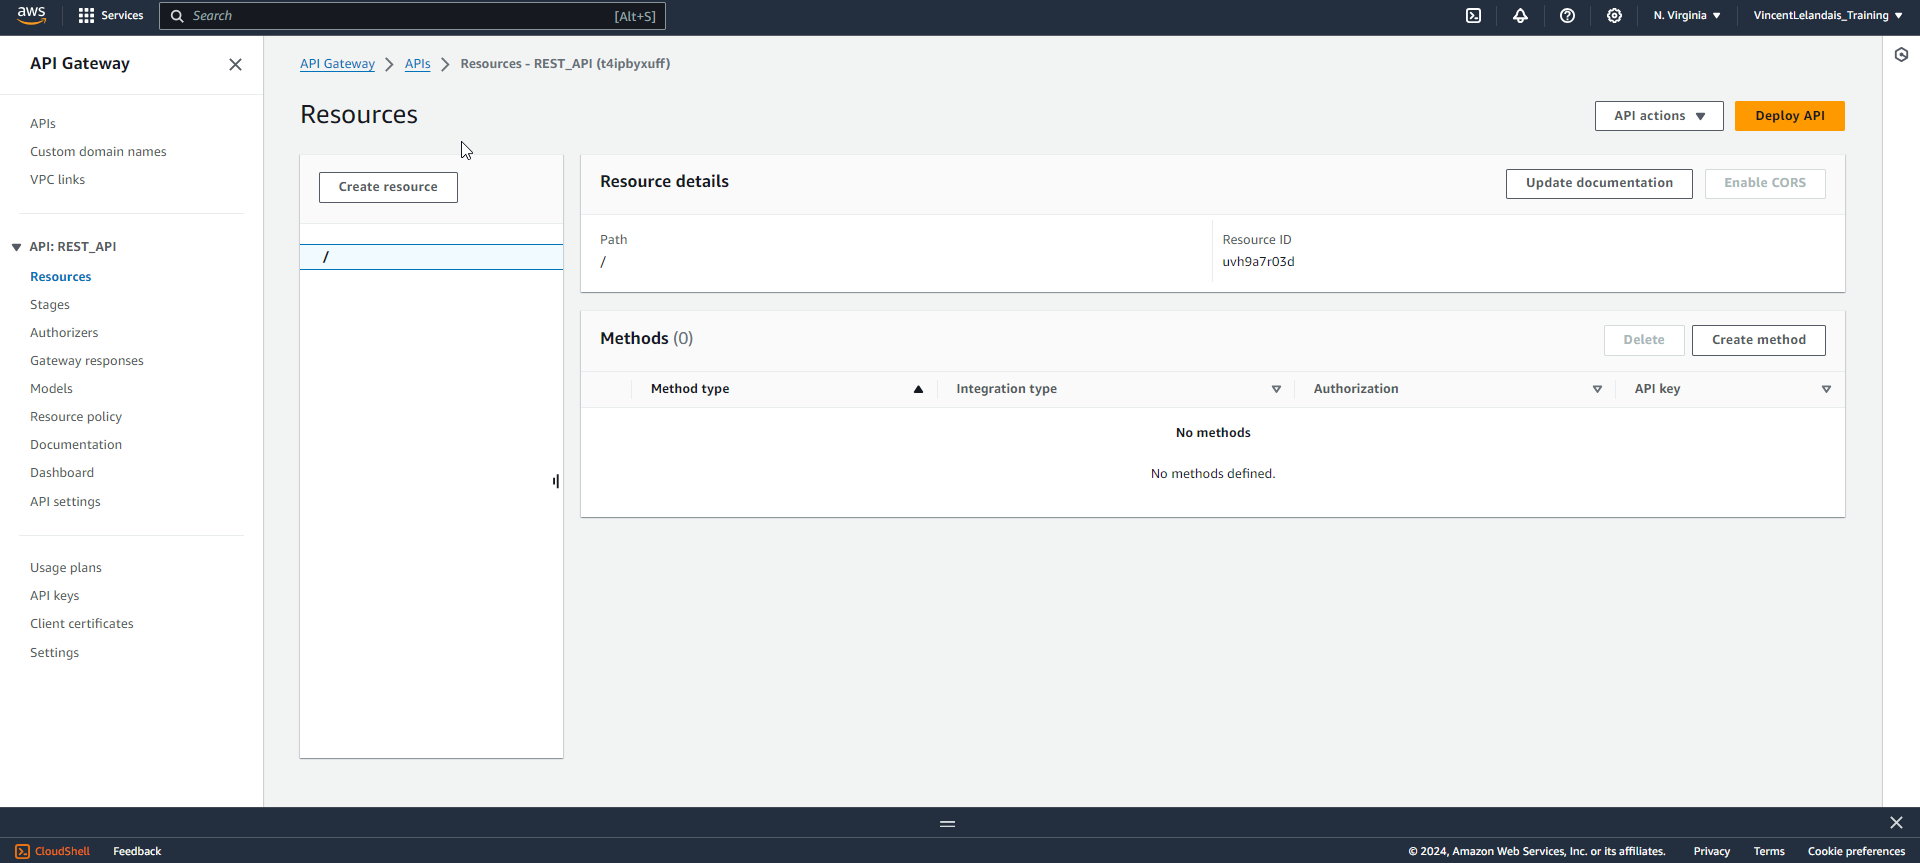 aws
Services
Search
[Alt+S]
N. Virginia
VincentLelandais_Training
API Gateway
APIs
Custom domain names
VPC links
API: REST_API
Resources
Stages
Authorizers
Gateway responses
Models
Resource policy
Documentation
Dashboard
API settings
Usage plans
API keys
Client certificates
Settings
API Gateway
APIs
Resources - REST_API (t4ipbyxuff)
Resources
API actions
Deploy API
Create resource
/
Resource details
Update documentation
Enable CORS
Path
/
Resource ID
uvh9a7r03d
Methods (0)
Delete
Create method
Method type
Integration type
Authorization
API key
No methods
No methods defined.
CloudShell
Feedback
© 2024, Amazon Web Services, Inc. or its affiliates.
Privacy
Terms
Cookie preferences